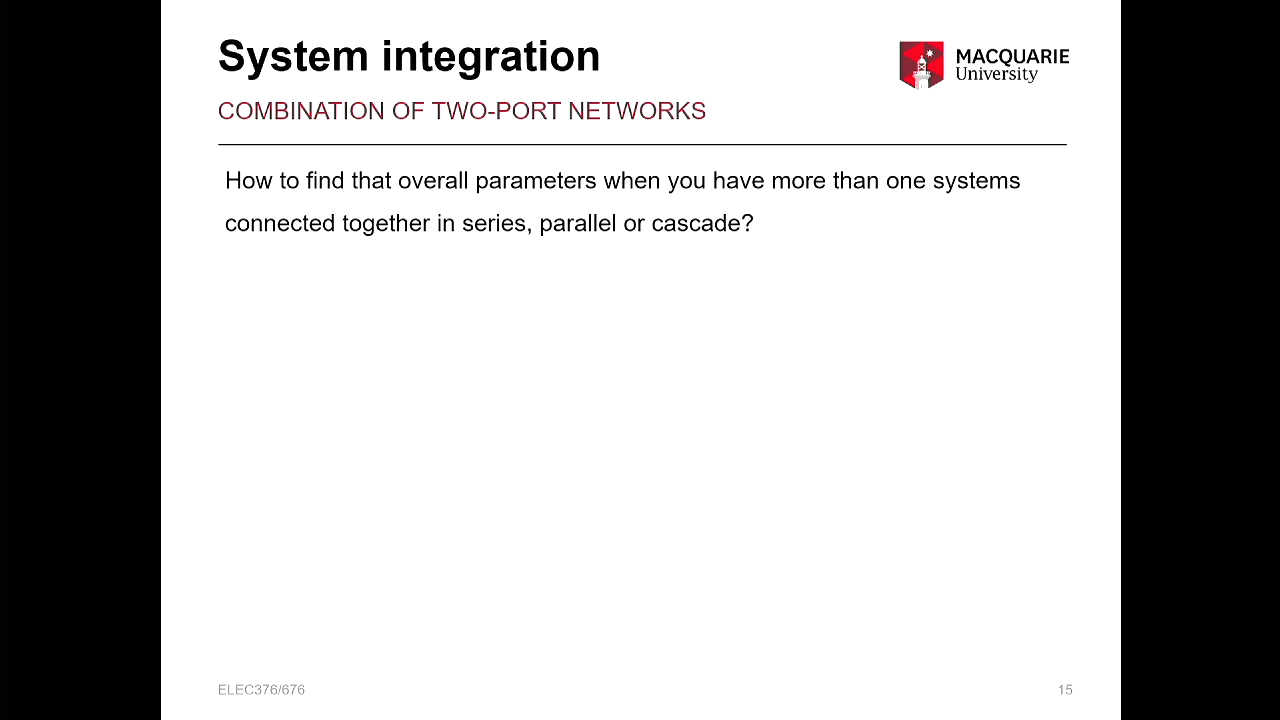 System integration
MACQUARIE
University
COMBINATION OF TWO-PORT NETWORKS
How to find that overall parameters when you have more than one systems
connected together in series, parallel or cascade?
ELEC376/676
15